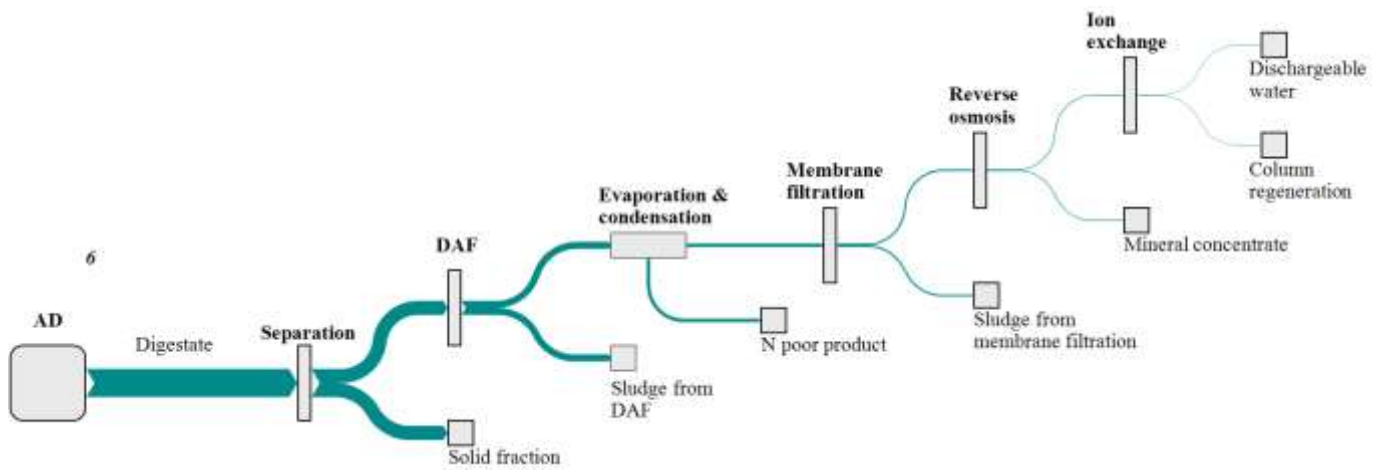 Ion
exchange
Dischargeable
water
Reverse
osmosis
Column
regeneration
Membrane
filtration
Evaporation &
condensation
Mineral concentrate
DAF
6
Sludge from
membrane filtration
AD
Digestate
Separation
N poor product
Sludge from
DAF
Solid fraction